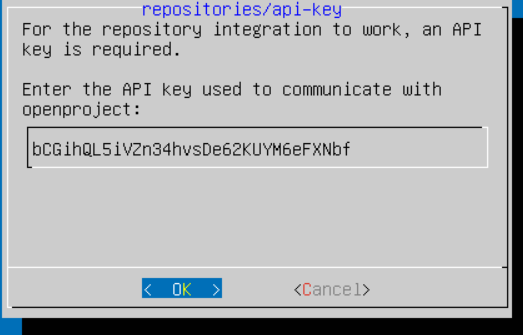 repositories/api-key
For the repository integration to work, an API
key is required.
Enter the API key used to communicate with
openproject:
bCGihQL5iVZn34hvsDe62KUYM6eFXNbf
< OK > <Cancel>